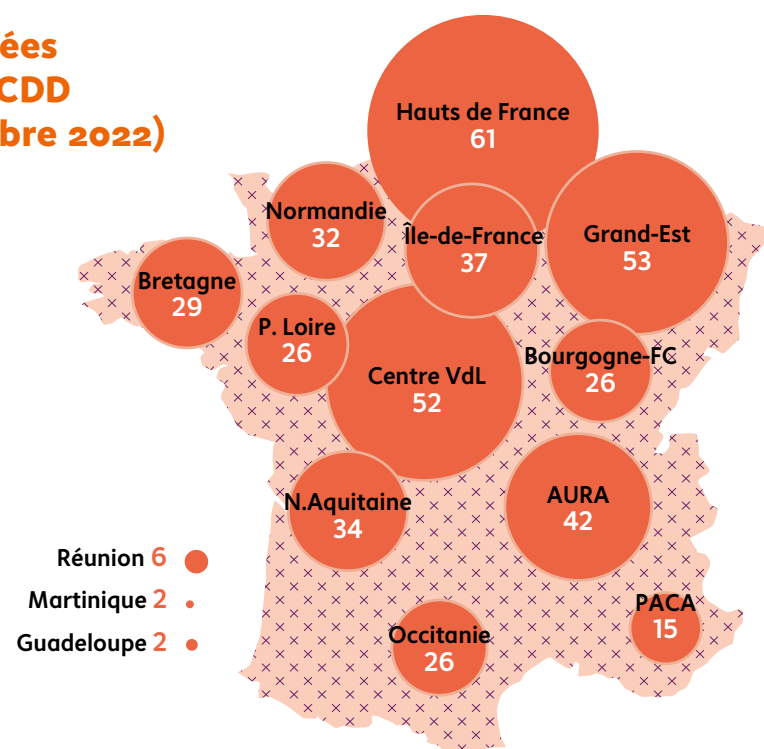 ées
CDD
bre 2022)
Hauts de France
61
Normandie
32
Île-de-France
37
Grand-Est
53
Bretagne
29
P. Loire
26
Centre VdL
52
Bourgogne-FC
26
N.Aquitaine
34
AURA
42
Réunion 6
Martinique 2
Guadeloupe 2
PACA
15
Occitanie
26